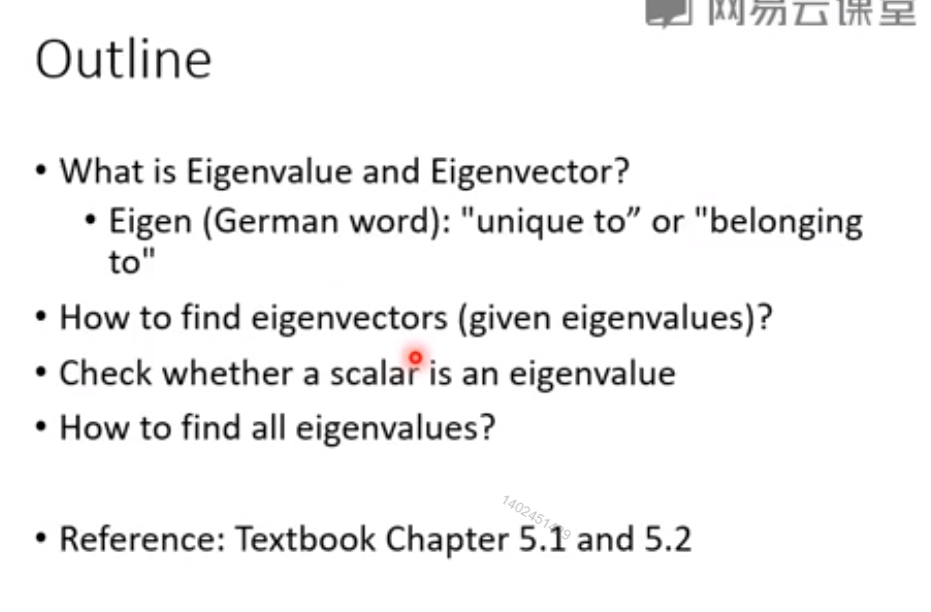 网易云课堂
Outline
• What is Eigenvalue and Eigenvector?
• Eigen (German word): "unique to” or "belonging
to"
• How to find eigenvectors (given eigenvalues)?
• Check whether a scalar is an eigenvalue
• How to find all eigenvalues?
• Reference: Textbook Chapter 5.1 and 5.2